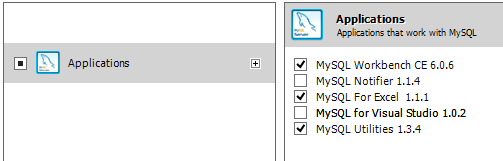 Applications
Applications
Applications that work with MySQL
MySQL Workbench CE 6.0.6
MySQL Notifier 1.1.4
MySQL For Excel 1.1.1
MySQL for Visual Studio 1.0.2
MySQL Utilities 1.3.4